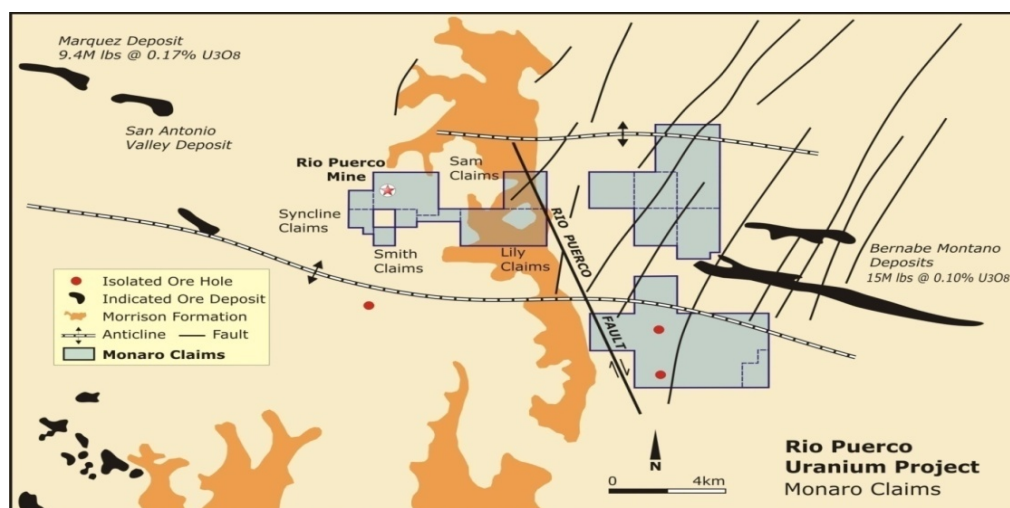 Marquez Deposit
9.4M lbs @ 0.17% U3O8
San Antonio
Valley Deposit
Rio Puerco
Mine
Sam
Claims
Syncline
Claims
Smith
Claims
Lily
Claims
RIO PUERCO
FAULT
Bernabe Montano
Deposits
15M lbs @ 0.10% U3O8
Isolated Ore Hole
Indicated Ore Deposit
Morrison Formation
Anticline
Fault
Monaro Claims
N
0 4km
Rio Puerco
Uranium Project
Monaro Claims